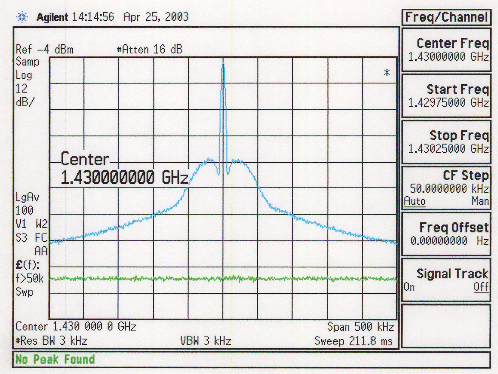 Agilent 14:14:56 Apr 25, 2003
Freq/Channel
Ref -4 dBm #Atten 16 dB
Samp
Log
12
dB/
*
Center
1.430000000 GHz
LgAv
100
V1 W2
S3 FC
AA
£(f):
f>50k
Swp
Center 1.430 000 0 GHz Span 500 kHz
#Res BW 3 kHz VBW 3 kHz Sweep 211.8 ms
No Peak Found
Center Freq
1.43000000 GHz
Start Freq
1.42975000 GHz
Stop Freq
1.43025000 GHz
CF Step
50.0000000 kHz
Auto Man
Freq Offset
0.00000000 Hz
Signal Track
On Off